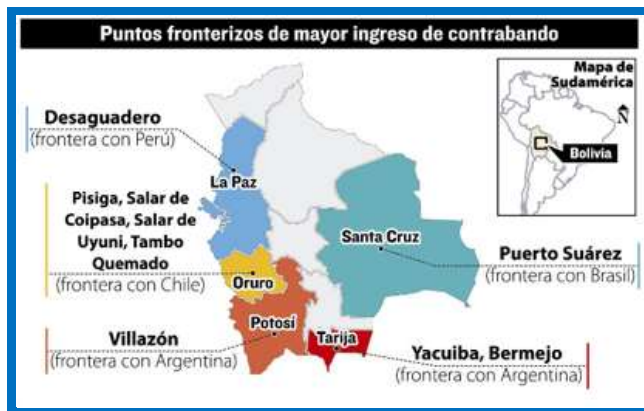 Puntos fronterizos de mayor ingreso de contrabando
Mapa de
Sudamérica
N
Bolivia
Desaguadero
(frontera con Perú)
La Paz
Pisiga, Salar de
Coipasa, Salar de
Uyuni, Tambo
Quemado
(frontera con Chile)
Oruro
Santa Cruz
Puerto Suárez
(frontera con Brasil)
Villazón
(frontera con Argentina)
Potosí
Tarija
Yacuiba, Bermejo
(frontera con Argentina)